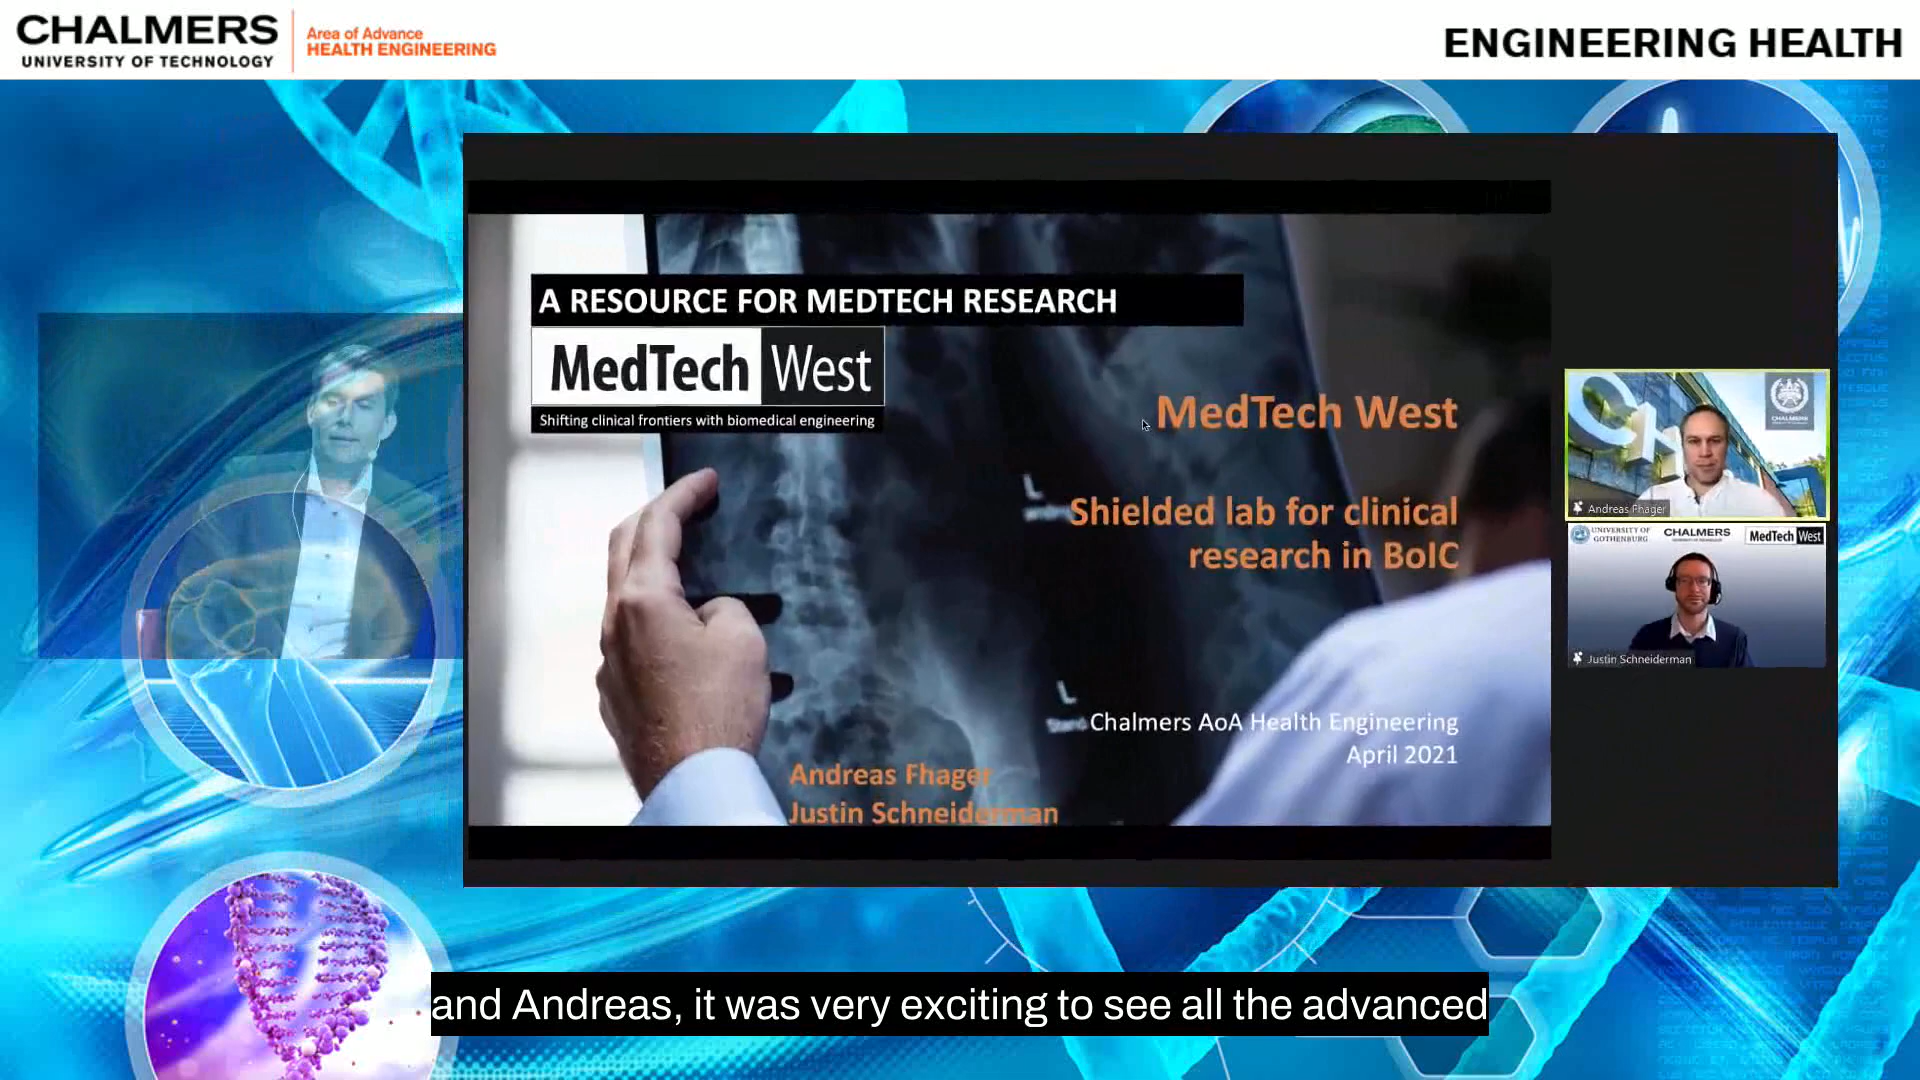 CHALMERS
UNIVERSITY OF TECHNOLOGY
Area of Advance
HEALTH ENGINEERING
ENGINEERING HEALTH
A RESOURCE FOR MEDTECH RESEARCH
MedTech West
Shifting clinical frontiers with biomedical engineering
MedTech West
L
Shielded lab for clinical
research in BoIC
L
Chalmers AoA Health Engineering
April 2021
Andreas Fhager
Justin Schneiderman
CH
CHALMERS
Andreas Fhager
UNIVERSITY OF
GOTHENBURG
CHALMERS
MedTech West
Justin Schneiderman
and Andreas, it was very exciting to see all the advanced